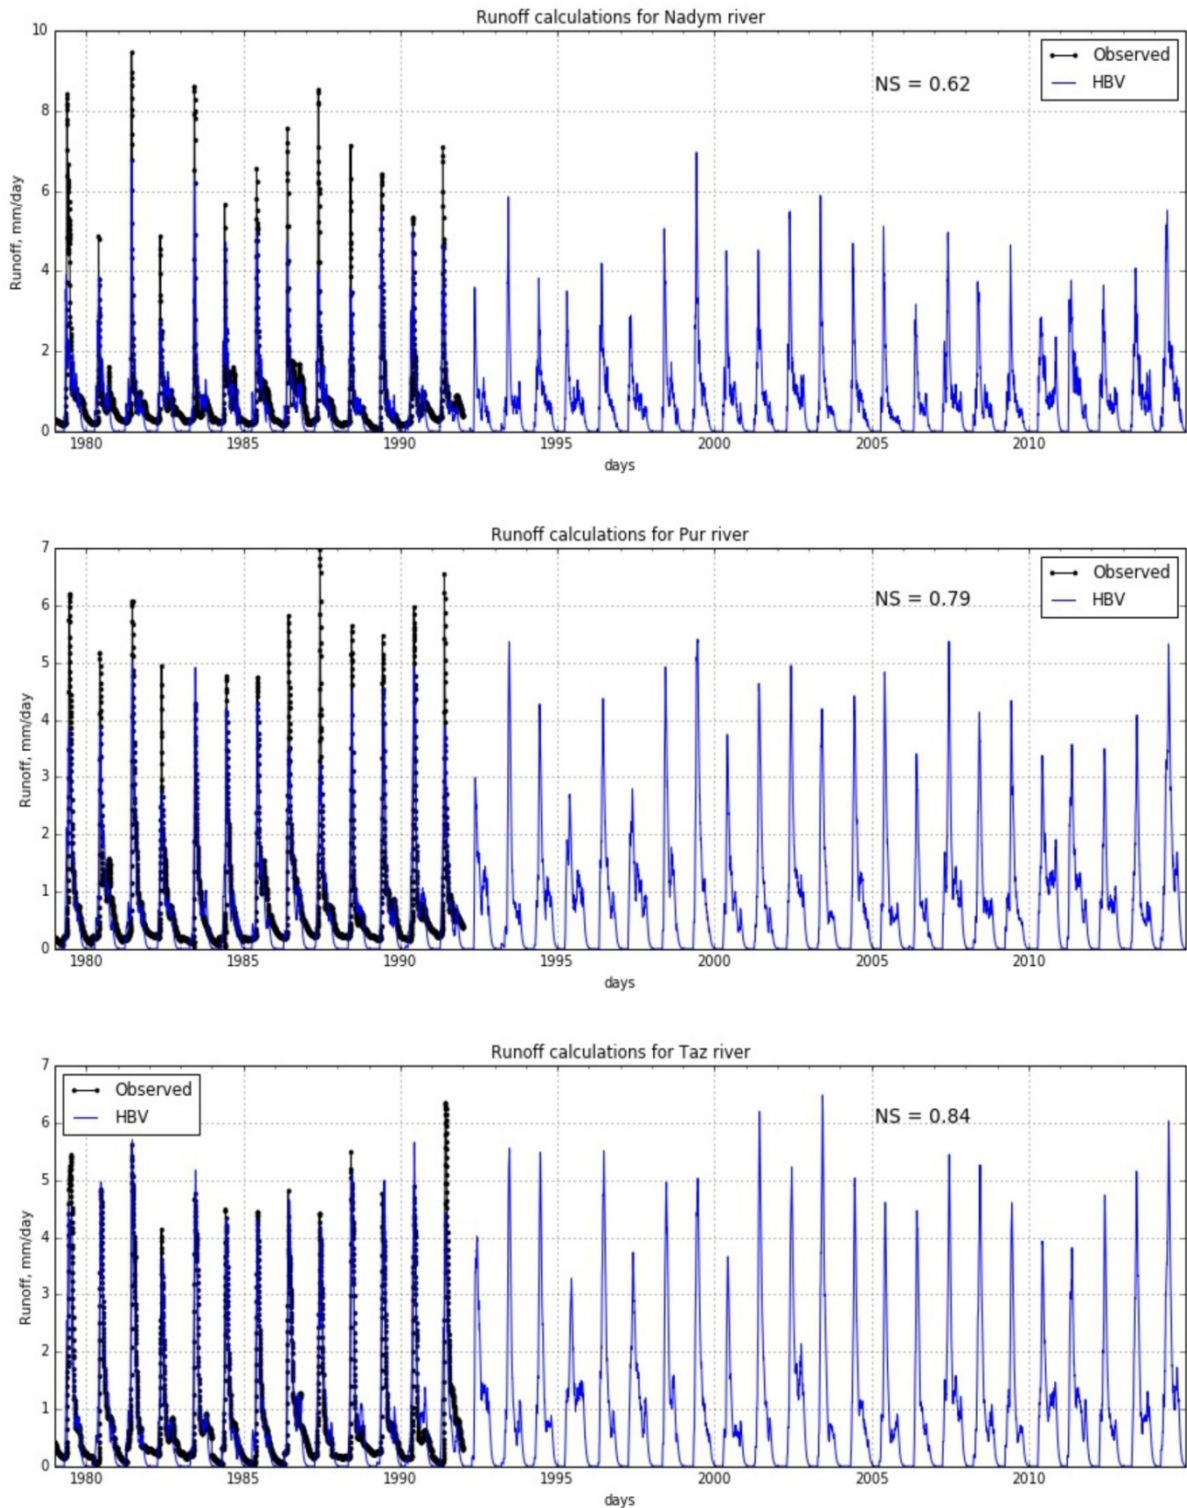 Runoff calculations for Nadym river
10
8
6
4
2
0
Runoff, mm/day
Observed
HBV
NS = 0.62
1980 1985 1990 1995 2000 2005 2010
days
Runoff calculations for Pur river
7
6
5
4
3
2
1
0
Runoff, mm/day
Observed
HBV
NS = 0.79
1980 1985 1990 1995 2000 2005 2010
days
Runoff calculations for Taz river
7
6
5
4
3
2
1
0
Runoff, mm/day
Observed
HBV
NS = 0.84
1980 1985 1990 1995 2000 2005 2010
days